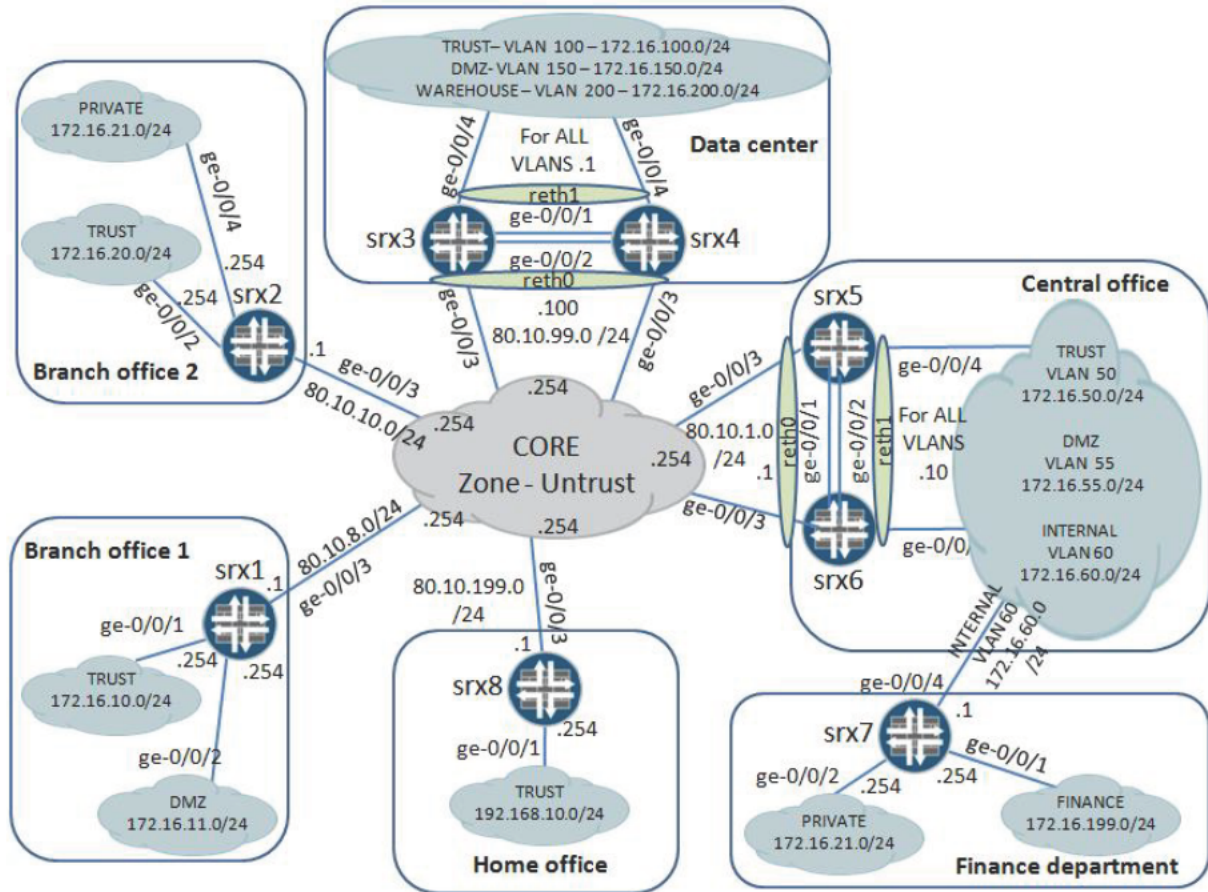 TRUST– VLAN 100 – 172.16.100.0/24
DMZ- VLAN 150 – 172.16.150.0/24
WAREHOUSE – VLAN 200 – 172.16.200.0/24
ge-0/0/4
For ALL
VLANS .1
ge-0/0/4
Data center
reth1
ge-0/0/1
srx3
srx4
ge-0/0/2
reth0
ge-0/0/3
.100
80.10.99.0 /24
ge-0/0/3
PRIVATE
172.16.21.0/24
ge-0/0/4
TRUST
172.16.20.0/24
.254
.254
ge-0/0/2
srx2
.1
Branch office 2
ge-0/0/3
80.10.10.0/24
Central office
srx5
ge-0/0/3
ge-0/0/4
TRUST
VLAN 50
172.16.50.0/24
80.10.1.0
/24
.1
reth0
ge-0/0/1
ge-0/0/2
reth1
For ALL
VLANS
.10
DMZ
VLAN 55
172.16.55.0/24
ge-0/0/3
srx6
ge-0/0/
INTERNAL
VLAN 60
172.16.60.0/24
.254
.254
CORE
Zone - Untrust
.254
.254
.254
Branch office 1
srx1
.1
80.10.8.0/24
ge-0/0/3
ge-0/0/1
.254
.254
TRUST
172.16.10.0/24
ge-0/0/2
DMZ
172.16.11.0/24
80.10.199.0
/24
ge-0/0/3
.1
srx8
.254
ge-0/0/1
TRUST
192.168.10.0/24
Home office
INTERNAL
VLAN 60
172.16.60.0
/24
ge-0/0/4
.1
srx7
ge-0/0/1
ge-0/0/2
.254
.254
PRIVATE
172.16.21.0/24
FINANCE
172.16.199.0/24
Finance department